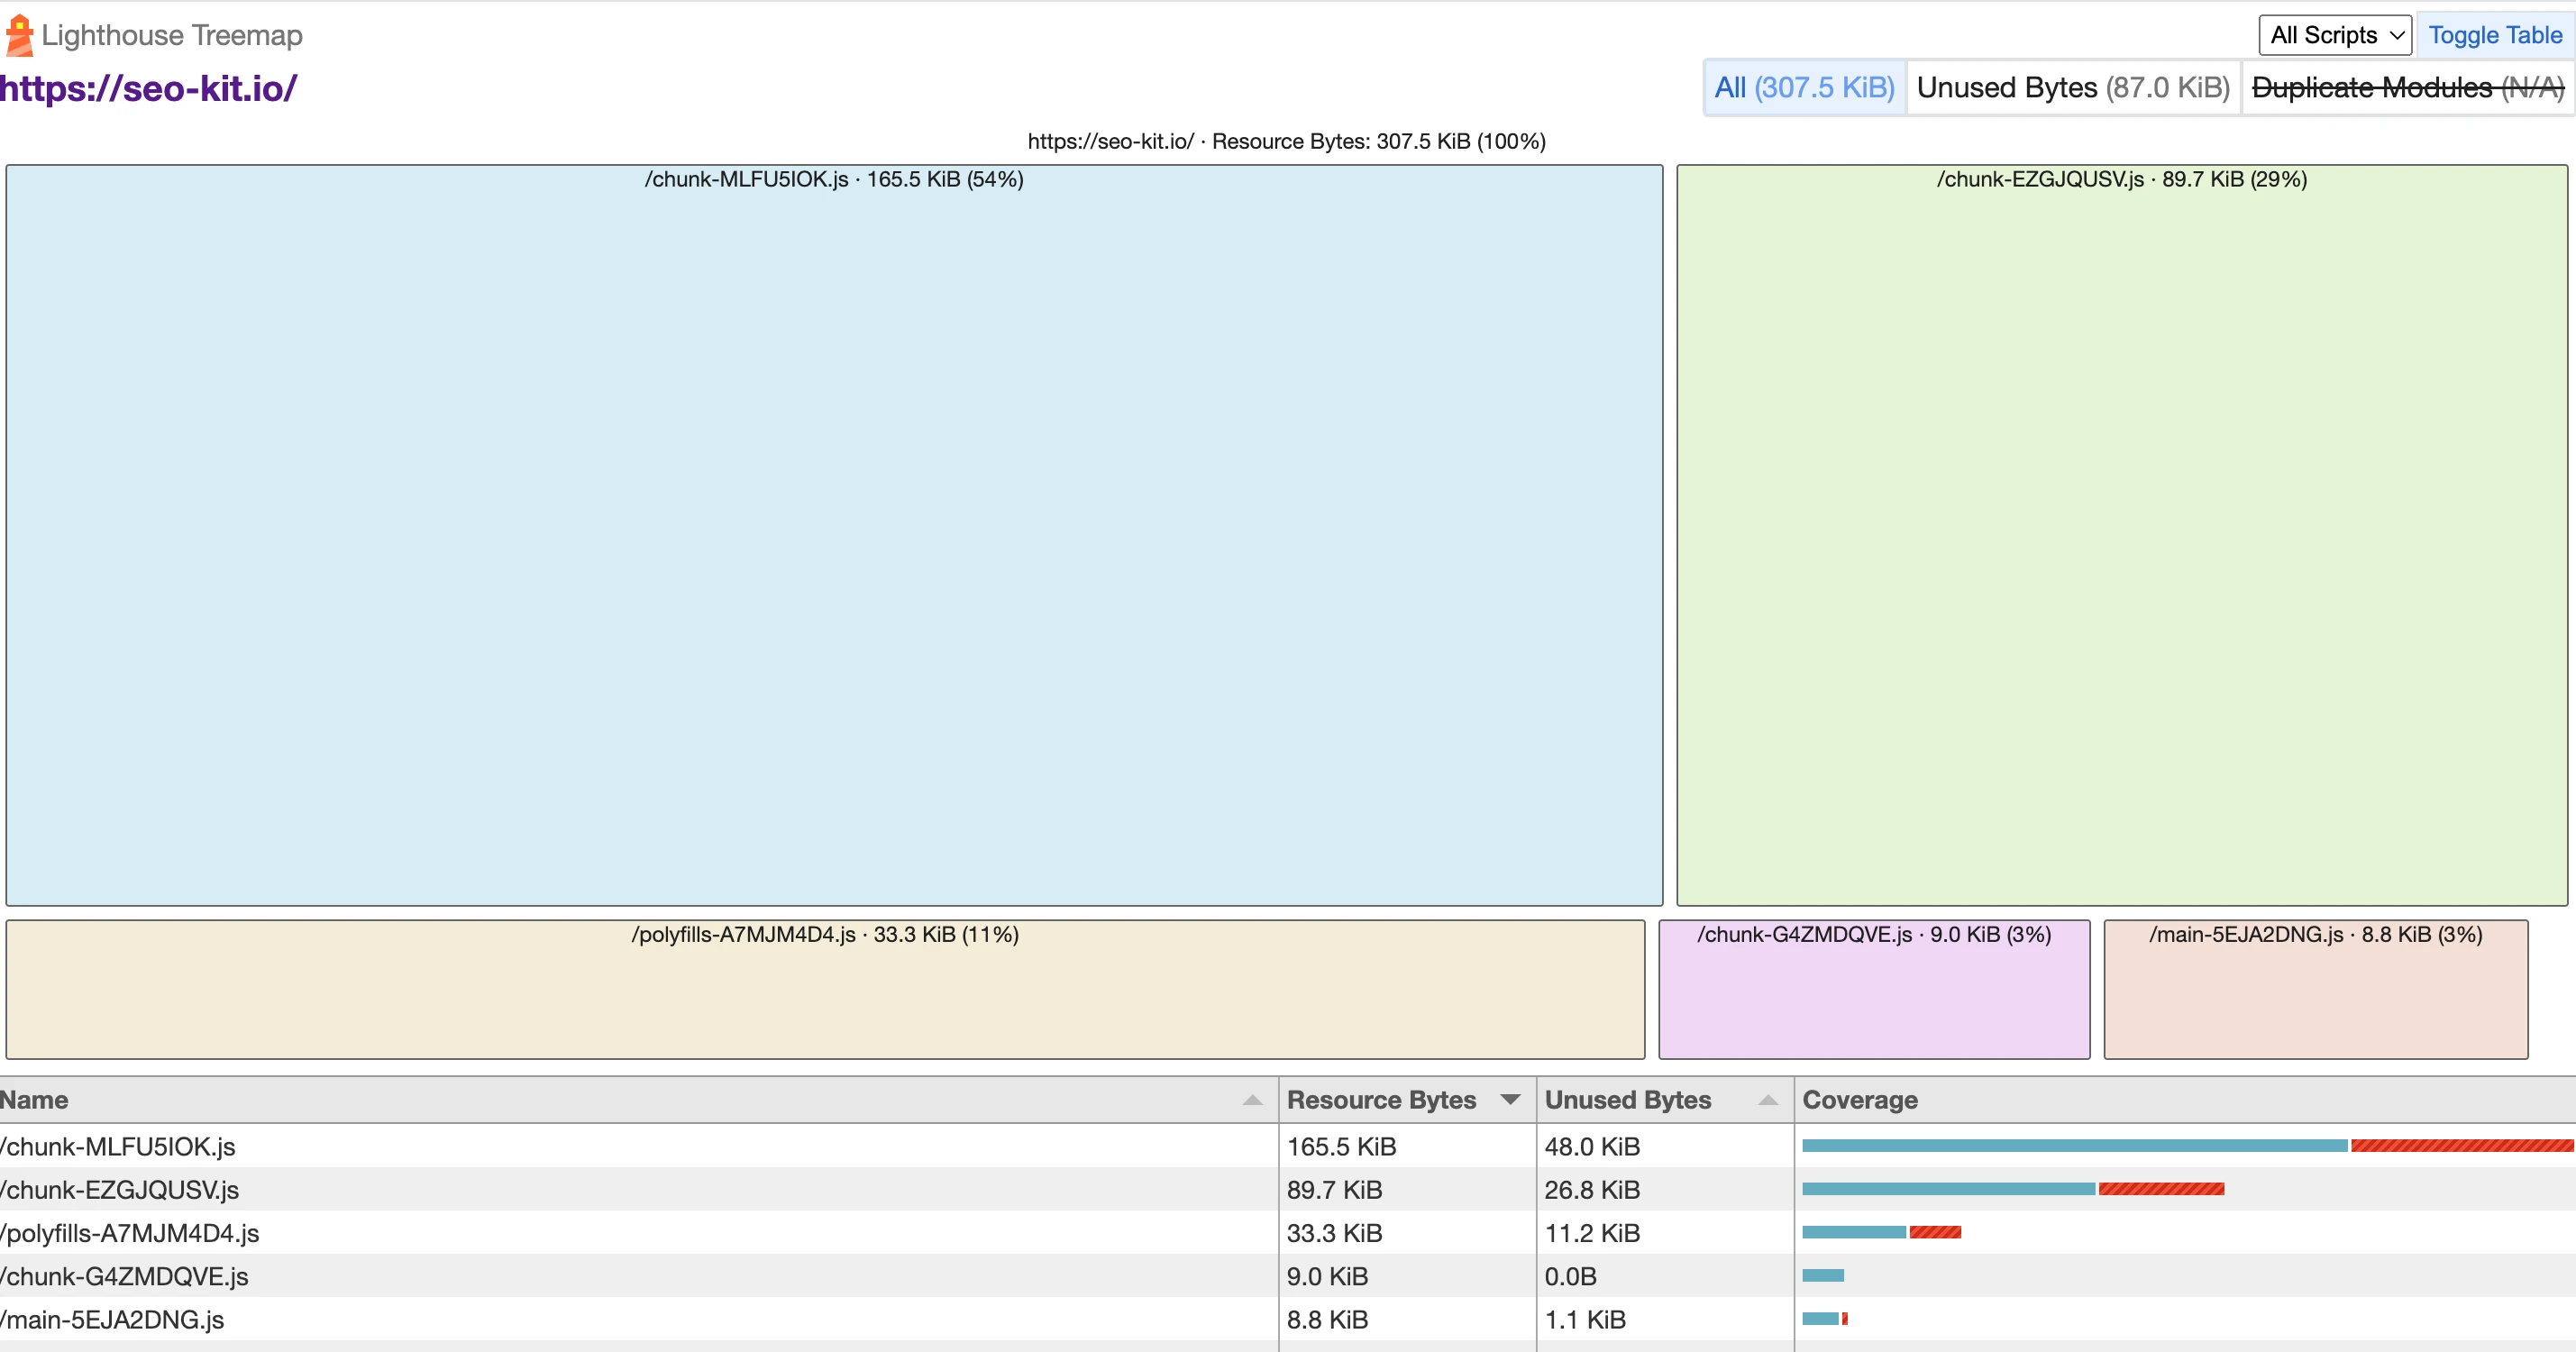 Lighthouse Treemap
All Scripts Toggle Table
https://seo-kit.io/
All (307.5 KiB) Unused Bytes (87.0 KiB) Duplicate Modules (N/A)
https://seo-kit.io/ · Resource Bytes: 307.5 KiB (100%)
/chunk-MLFU5IOK.js · 165.5 KiB (54%)
/chunk-EZGJQUSV.js · 89.7 KiB (29%)
/polyfills-A7MJM4D4.js · 33.3 KiB (11%)
/chunk-G4ZMDQVE.js · 9.0 KiB (3%)
/main-5EJA2DNG.js · 8.8 KiB (3%)
Name Resource Bytes Unused Bytes Coverage
/chunk-MLFU5IOK.js 165.5 KiB 48.0 KiB
/chunk-EZGJQUSV.js 89.7 KiB 26.8 KiB
/polyfills-A7MJM4D4.js 33.3 KiB 11.2 KiB
/chunk-G4ZMDQVE.js 9.0 KiB 0.0B
/main-5EJA2DNG.js 8.8 KiB 1.1 KiB